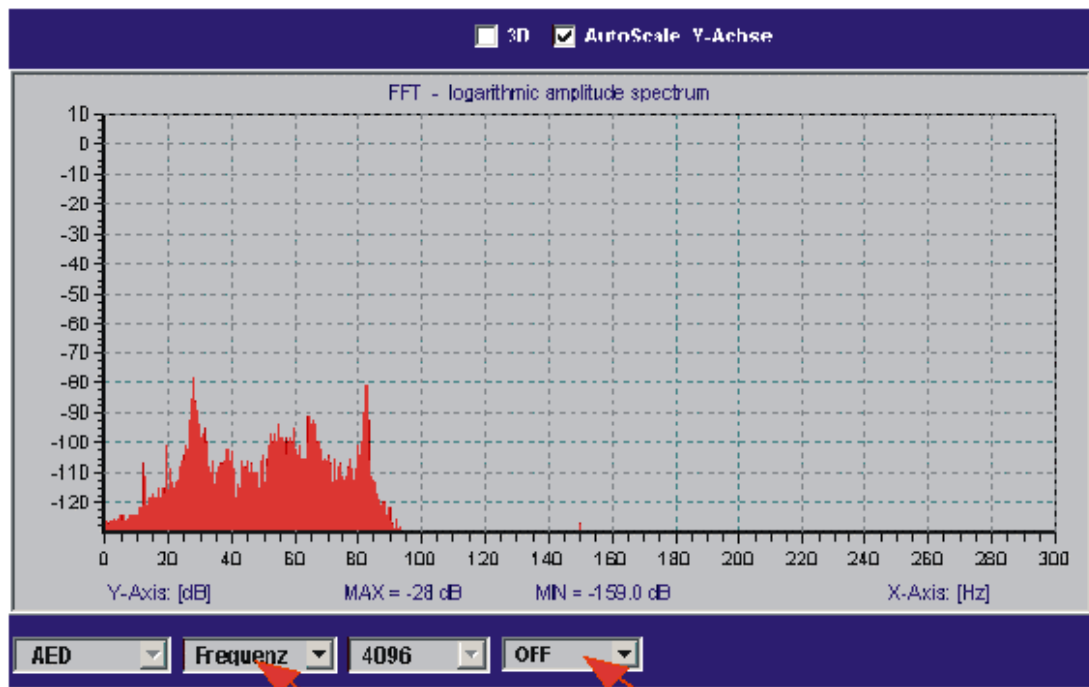 3D AutoScale Y-Achse
FFT - logarithmic amplitude spectrum
10
0
-10
-20
-30
-40
-50
-60
-70
-80
-90
-100
-110
-120
0 20 40 60 80 100 120 140 160 180 200 220 240 260 280 300
Y-Axis: [dB] MAX = -28 dB MIN = -159.0 dB X-Axis: [Hz]
AED Frequenz 4096 OFF